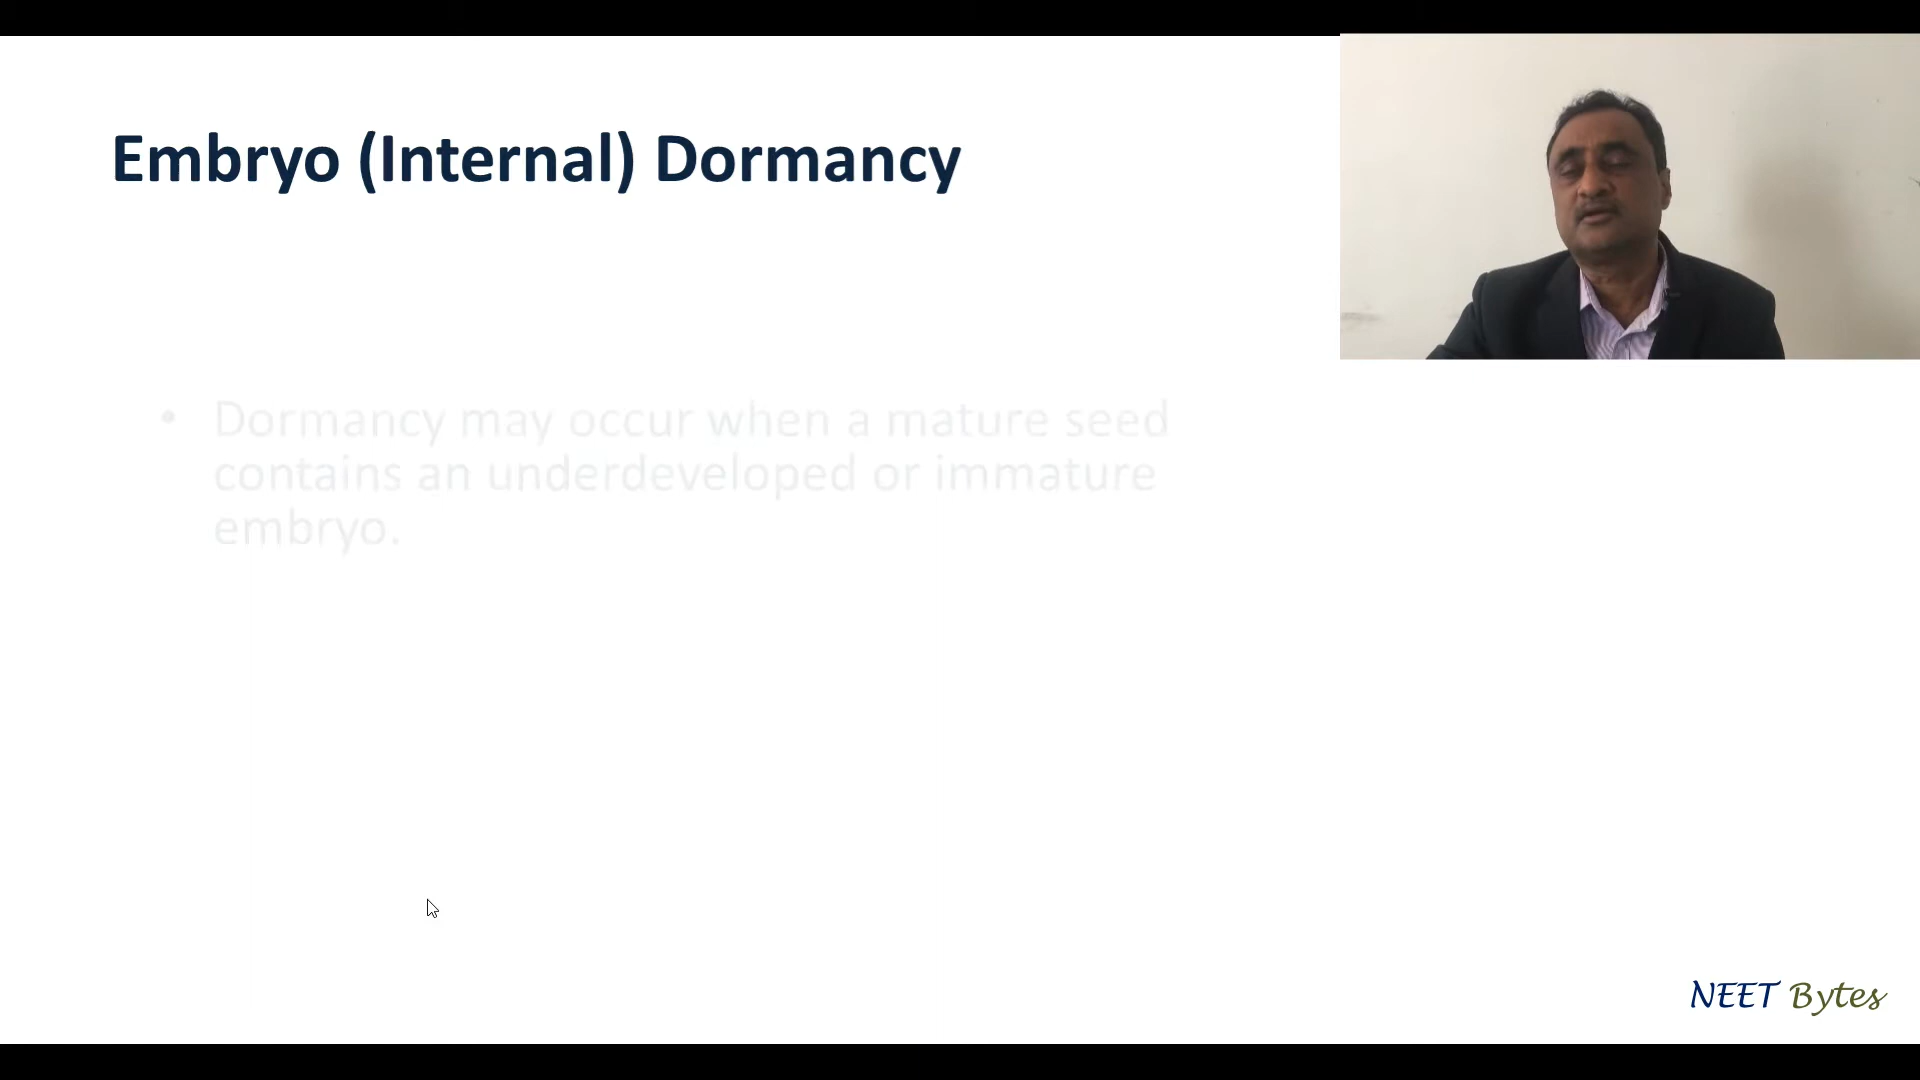 Embryo (Internal) Dormancy
• Dormancy may occur when a mature seed
contains an underdeveloped or immature
embryo.
NEET Bytes